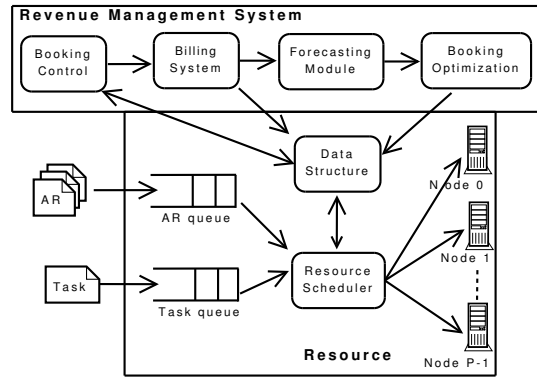 Revenue Management System
Booking
Control
Billing
System
Forecasting
Module
Booking
Optimization
Data
Structure
Node 0
AR
AR queue
Node 1
Resource
Scheduler
Task
Task queue
Resource
Node P-1